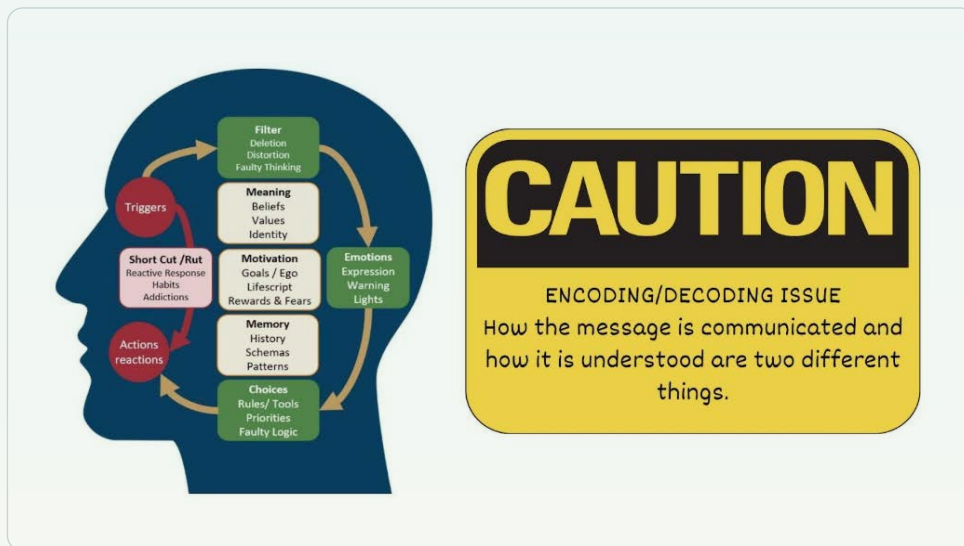 Filter
Deletion
Distortion
Faulty Thinking
Triggers
Meaning
Beliefs
Values
Identity
Short Cut /Rut
Reactive Response
Habits
Addictions
Motivation
Goals / Ego
Lifescript
Rewards & Fears
Emotions
Expression
Warning
Lights
Memory
History
Schemas
Patterns
Actions
reactions
Choices
Rules/ Tools
Priorities
Faulty Logic
CAUTION
ENCODING/DECODING ISSUE
How the message is communicated and
how it is understood are two different
things.